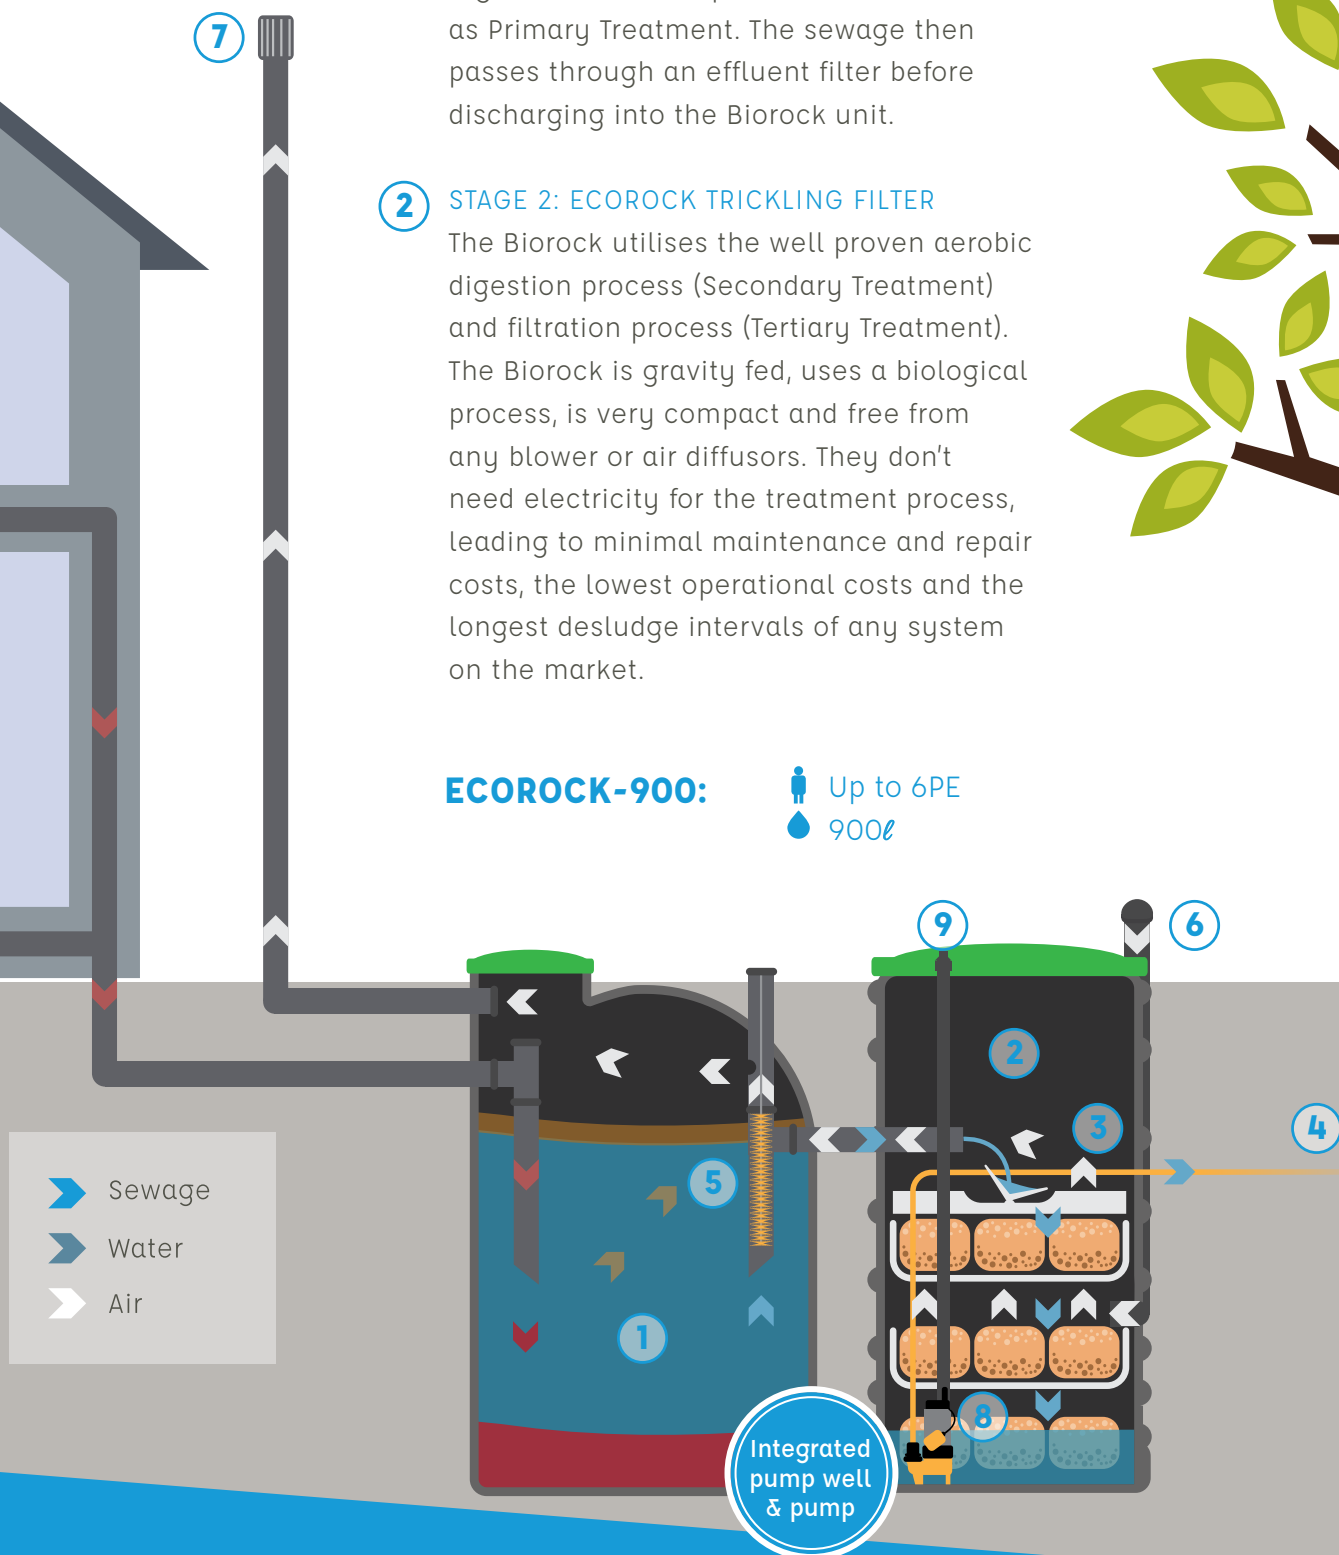 7
as Primary Treatment. The sewage then
passes through an effluent filter before
discharging into the Biorock unit.
2
STAGE 2: ECOROCK TRICKLING FILTER
The Biorock utilises the well proven aerobic
digestion process (Secondary Treatment)
and filtration process (Tertiary Treatment).
The Biorock is gravity fed, uses a biological
process, is very compact and free from
any blower or air diffusors. They don't
need electricity for the treatment process,
leading to minimal maintenance and repair
costs, the lowest operational costs and the
longest desludge intervals of any system
on the market.
ECOROCK-900:
Up to 6PE
900ℓ
9
6
2
3
4
5
1
8
Sewage
Water
Air
Integrated
pump well
& pump